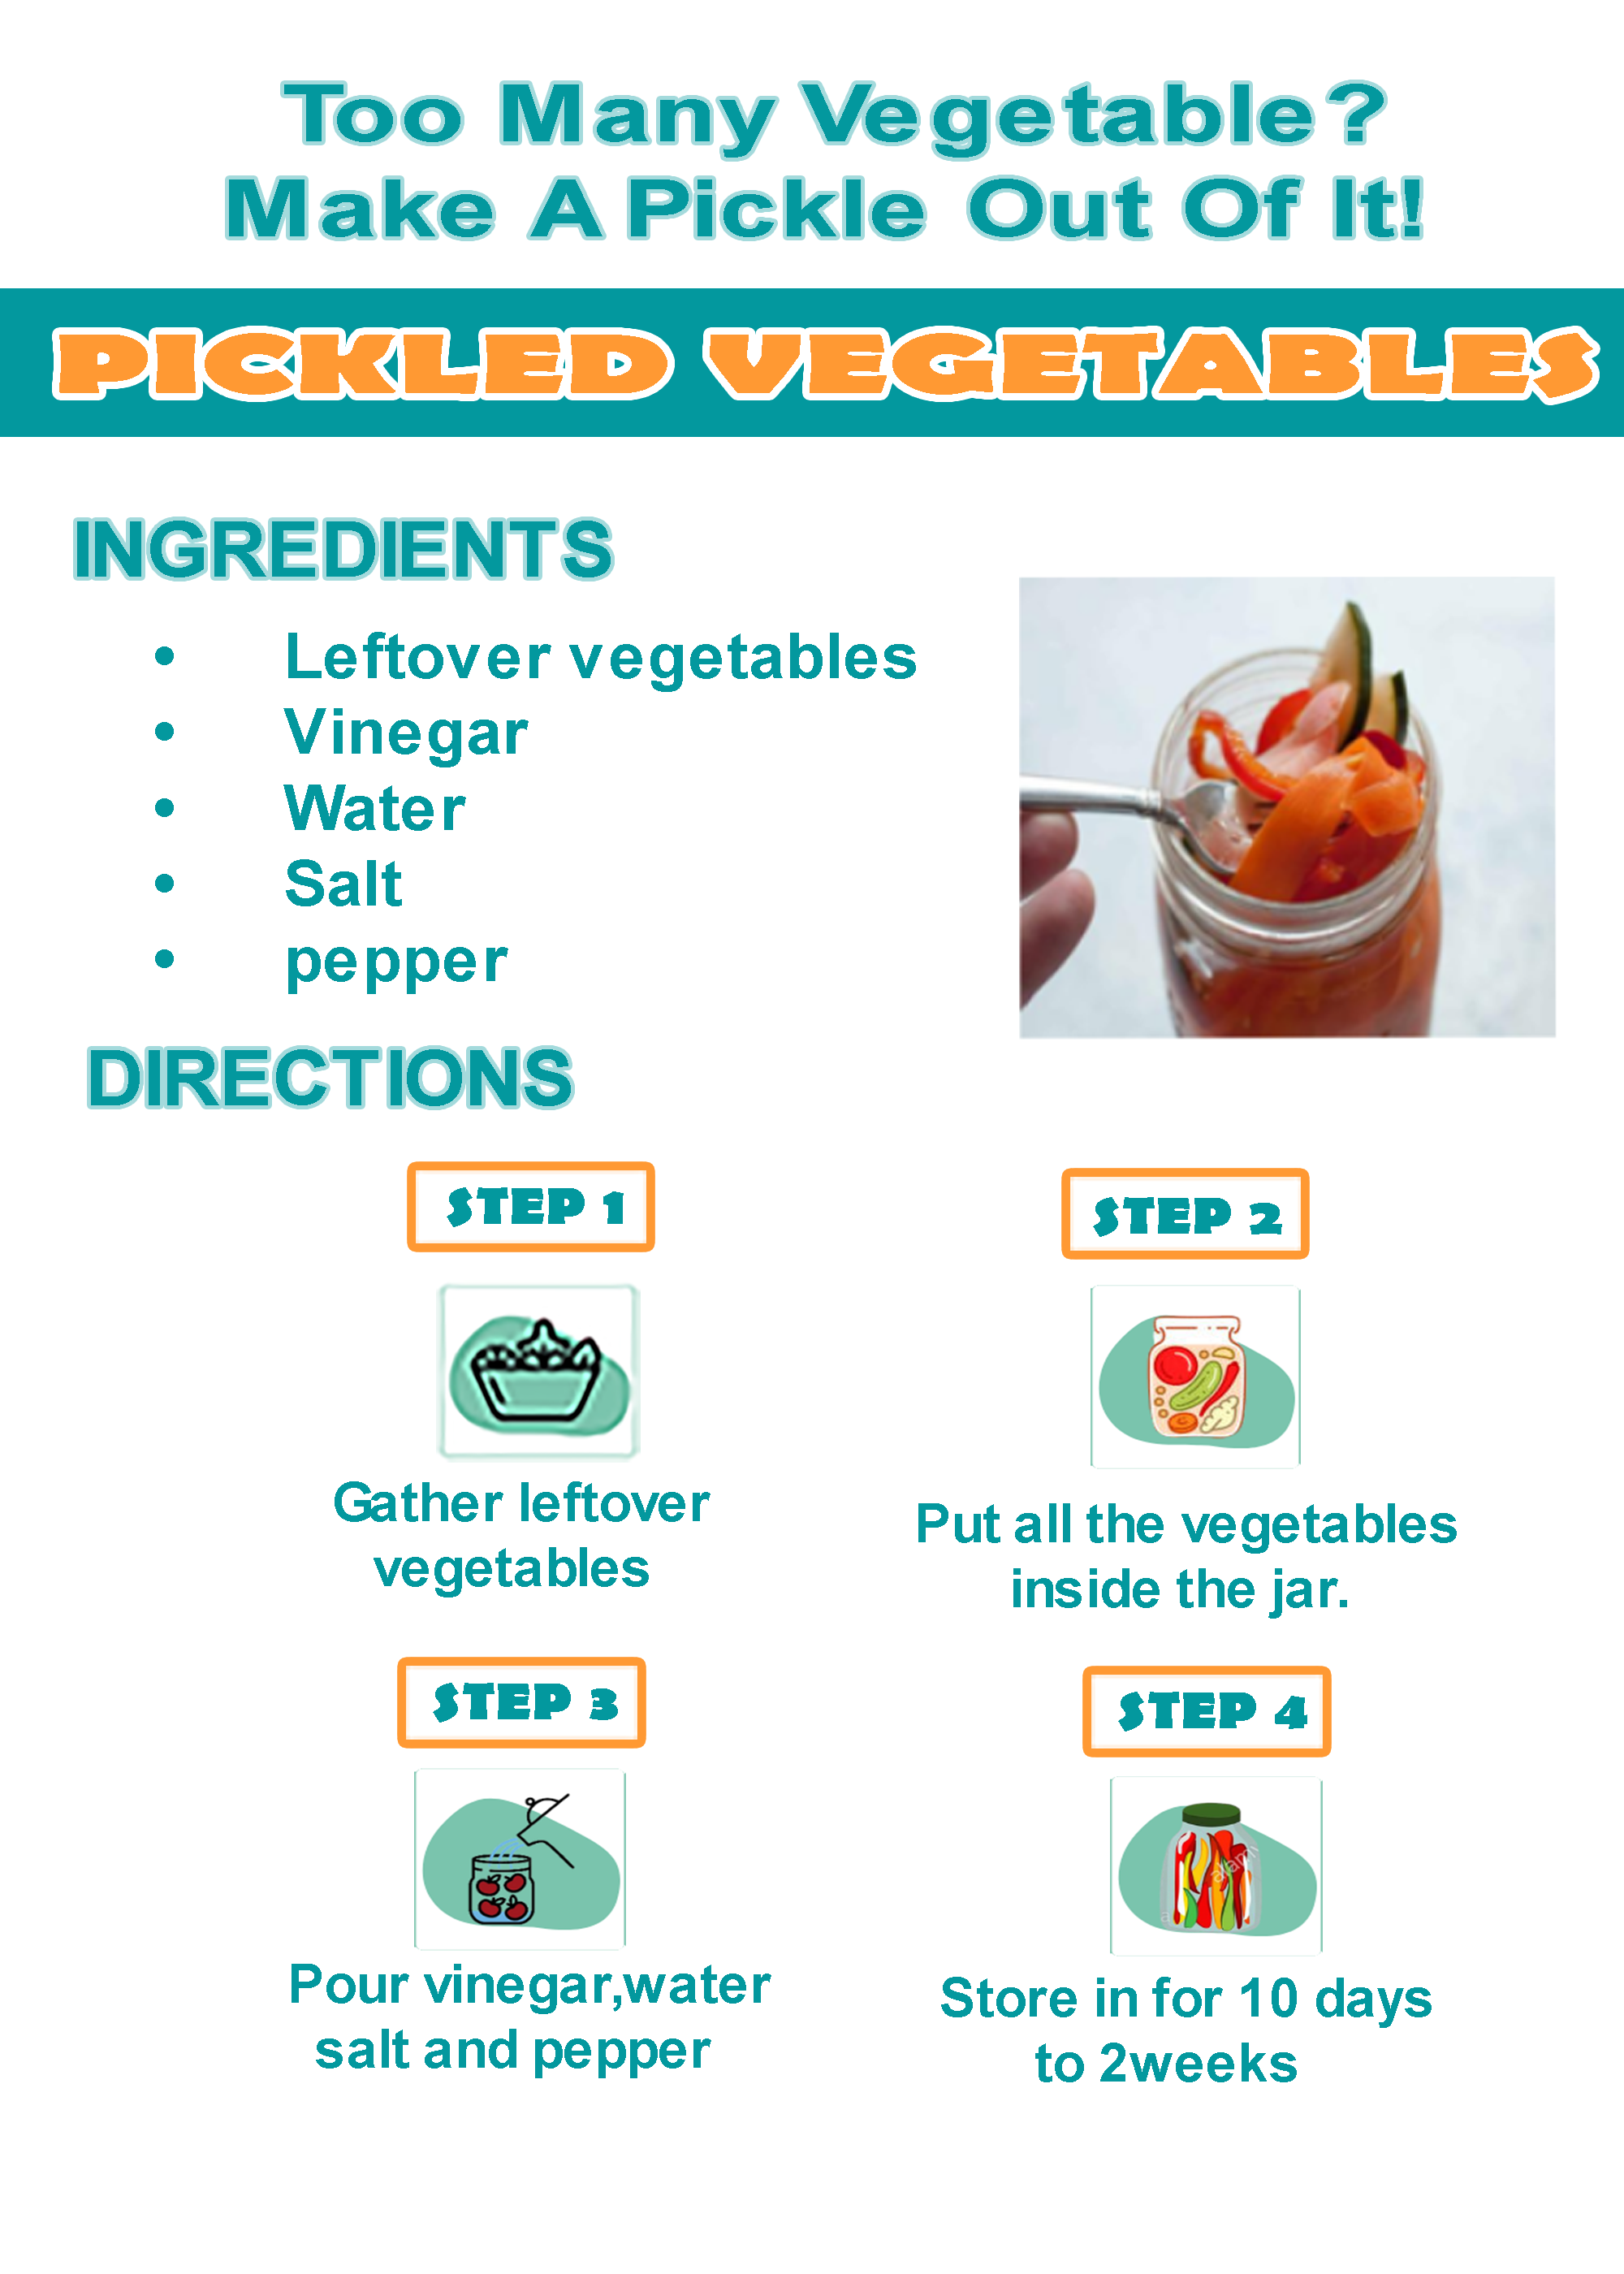 Too Many Vegetable?
Make A Pickle Out Of It!
PICKLED VEGETABLES
INGREDIENTS
• Leftover vegetables
• Vinegar
• Water
• Salt
• pepper
DIRECTIONS
STEP 1
Gather leftover
vegetables
STEP 2
Put all the vegetables
inside the jar.
STEP 3
Pour vinegar,water
salt and pepper
STEP 4
alamy
Store in for 10 days
to 2weeks